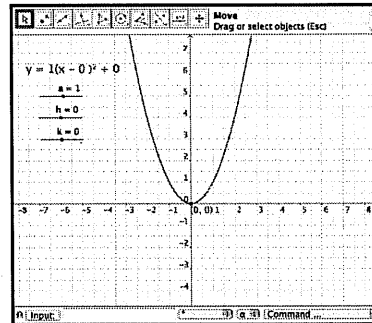 Move
Drag or select objects (Esc)
7
6
y = 1(x - 0)² + 0
5
a = 1
h = 0
4
k = 0
3
2
1
0
-8 -7 -6 -5 -4 -3 -2 -1 (0, 0) 1 2 3 4 5 6 7 8
-1
-2
-3
-4
Input:
α
Command ...